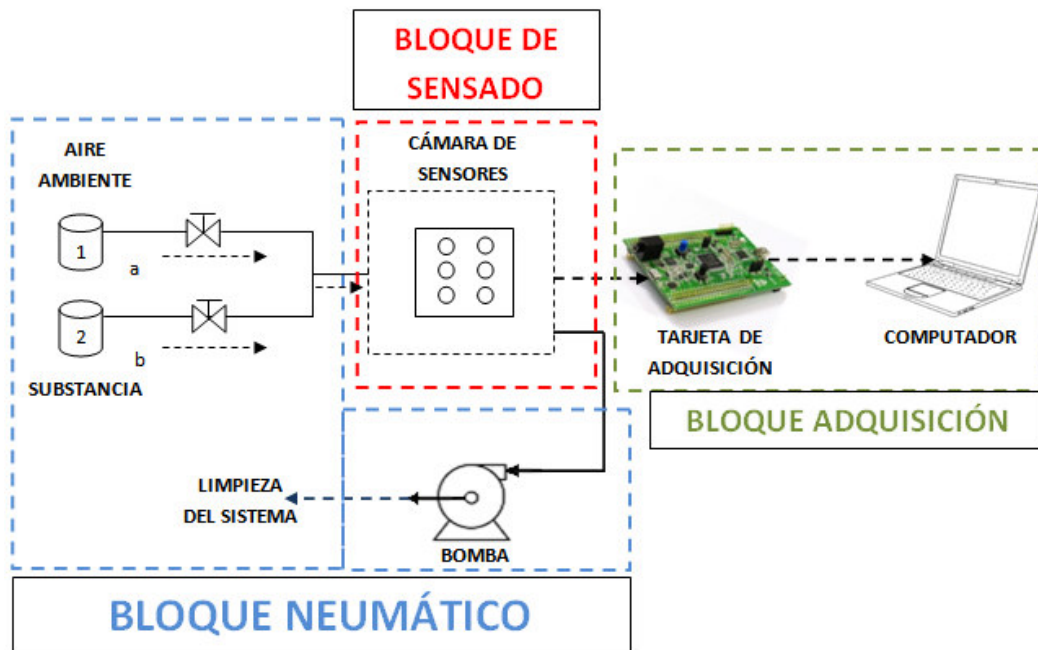 BLOQUE DE
SENSADO
AIRE
AMBIENTE
1
a
2
b
SUBSTANCIA
CÁMARA DE
SENSORES
TARJETA DE
ADQUISICIÓN
COMPUTADOR
BLOQUE ADQUISICIÓN
LIMPIEZA
DEL SISTEMA
BOMBA
BLOQUE NEUMÁTICO